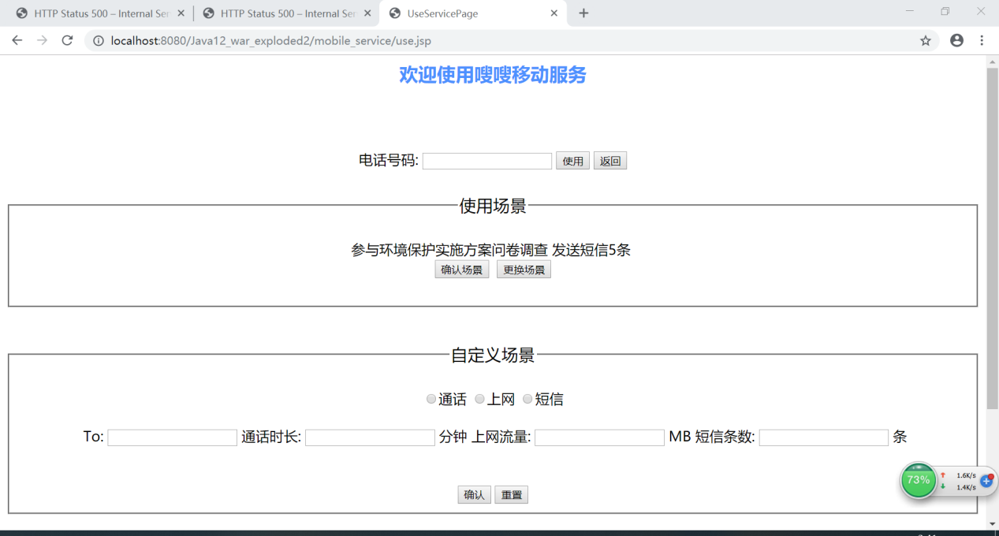 HTTP Status 500 – Internal Ser
HTTP Status 500 – Internal Ser
UseServicePage
localhost:8080/Java12_war_exploded2/mobile_service/use.jsp
欢迎使用嗖嗖移动服务
电话号码: 使用 返回
使用场景
参与环境保护实施方案问卷调查 发送短信5条
确认场景 更换场景
自定义场景
通话 上网 短信
To: 通话时长: 分钟 上网流量: MB 短信条数: 条
73% 1.6K/s
1.4K/s
确认 重置